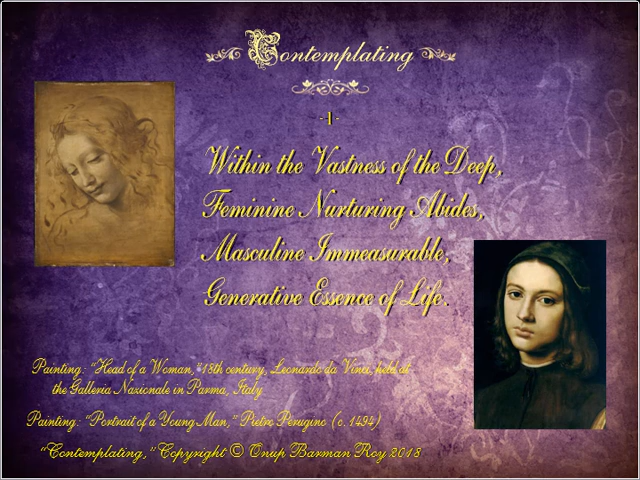 Contemplating
-1-
Within the Vastness of the Deep,
Feminine Nurturing Abides,
Masculine Immeasurable,
Generative Essence of Life.
Painting: "Head of a Woman," 15th century, Leonardo da Vinci, held at
the Galleria Nazionale in Parma, Italy
Painting: "Portrait of a Young Man," Pietro Perugino (c. 1494)
"Contemplating," Copyright © Onup Barman Roy 2018